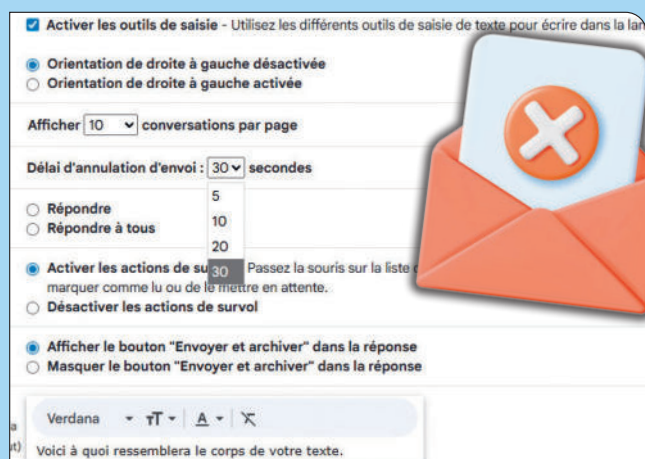 Activer les outils de saisie - Utilisez les différents outils de saisie de texte pour écrire dans la
Orientation de droite à gauche désactivée
Orientation de droite à gauche activée
Afficher 10 conversations par page
Délai d'annulation d'envoi : 30 secondes
5
10
20
30
Répondre
Répondre à tous
Activer les actions de Passez la souris sur la liste
marquer comme lu ou de le mettre en attente.
Désactiver les actions de survol
Afficher le bouton "Envoyer et archiver" dans la réponse
Masquer le bouton "Envoyer et archiver" dans la réponse
Verdana TT A X
Voici à quoi ressemblera le corps de votre texte.